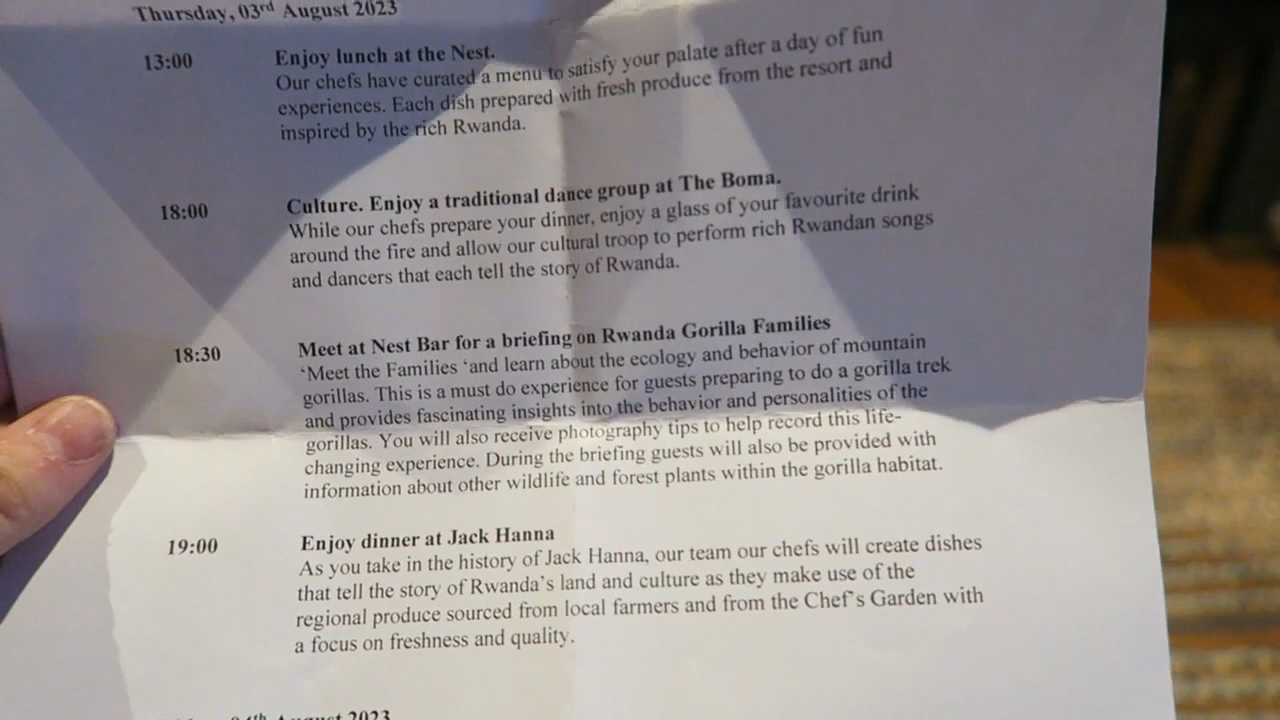 Thursday, 03rd August 2023
13:00
Enjoy lunch at the Nest.
Our chefs have curated a menu to satisfy your palate after a day of fun
experiences. Each dish prepared with fresh produce from the resort and
inspired by the rich Rwanda.
18:00
Culture. Enjoy a traditional dance group at The Boma.
While our chefs prepare your dinner, enjoy a glass of your favourite drink
around the fire and allow our cultural troop to perform rich Rwandan songs
and dancers that each tell the story of Rwanda.
18:30
Meet at Nest Bar for a briefing on Rwanda Gorilla Families
‘Meet the Families ‘and learn about the ecology and behavior of mountain
gorillas. This is a must do experience for guests preparing to do a gorilla trek
and provides fascinating insights into the behavior and personalities of the
gorillas. You will also receive photography tips to help record this life-
changing experience. During the briefing guests will also be provided with
information about other wildlife and forest plants within the gorilla habitat.
19:00
Enjoy dinner at Jack Hanna
As you take in the history of Jack Hanna, our team our chefs will create dishes
that tell the story of Rwanda’s land and culture as they make use of the
regional produce sourced from local farmers and from the Chef’s Garden with
a focus on freshness and quality.
August 2023